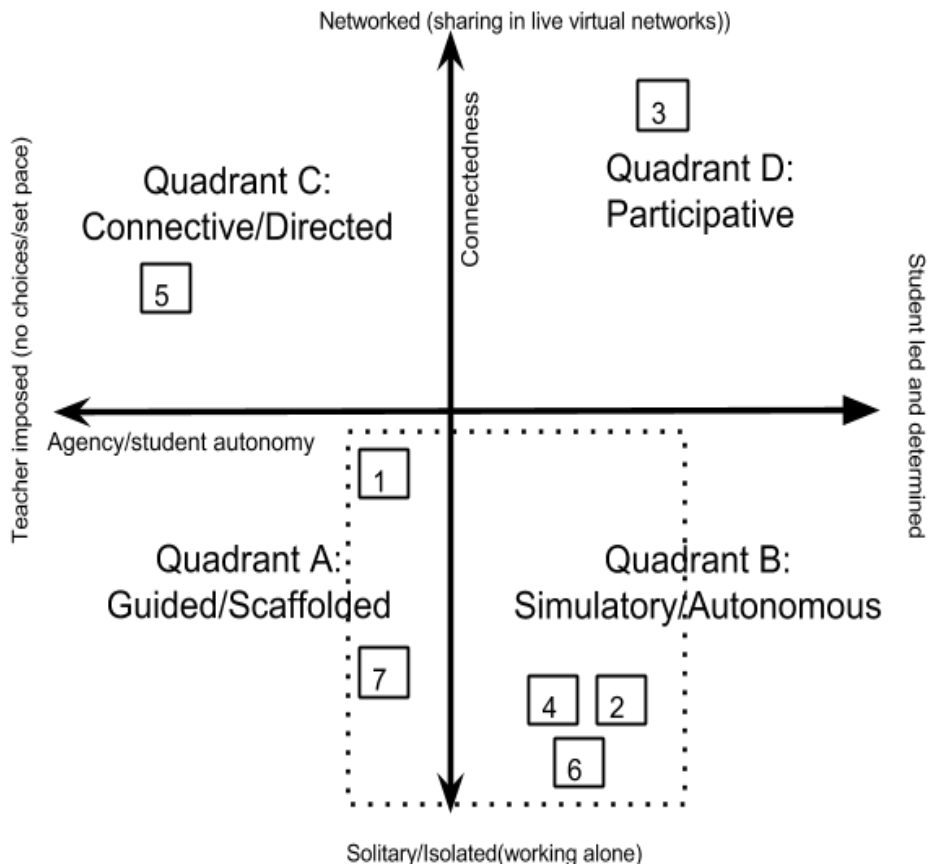 Networked (sharing in live virtual networks))
Connectedness
3
Quadrant C:
Connective/Directed
Quadrant D:
Participative
5
Teacher imposed (no choices/set pace)
Student led and determined
Agency/student autonomy
1
Quadrant A:
Guided/Scaffolded
Quadrant B:
Simulatory/Autonomous
7
4
2
6
Solitary/Isolated(working alone)